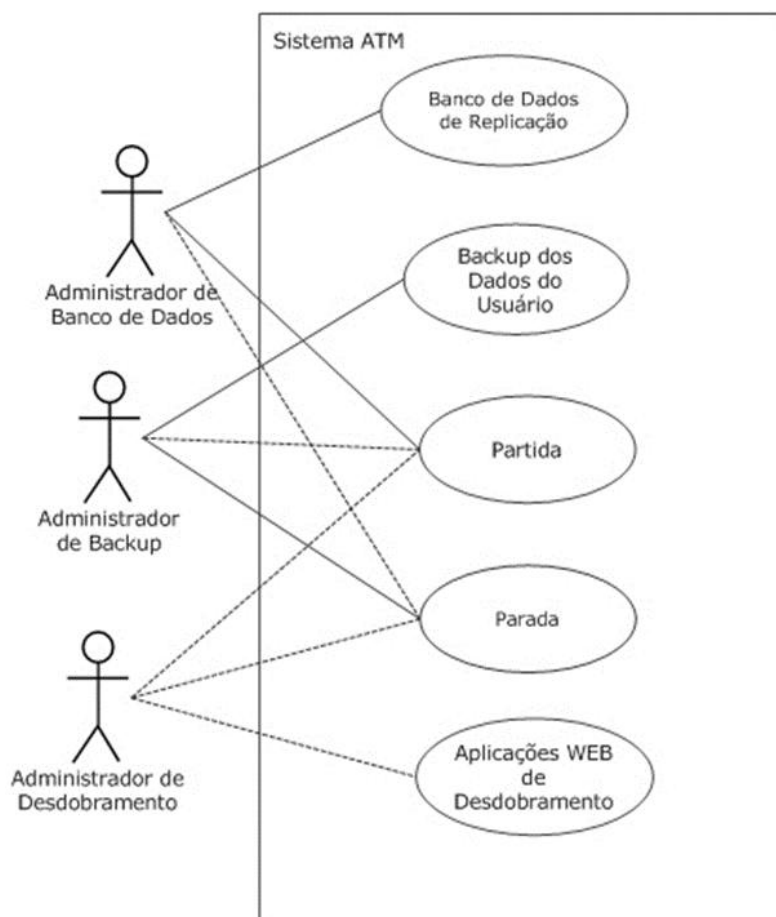 Sistema ATM
Banco de Dados
de Replicação
Administrador de
Banco de Dados
Backup dos
Dados do
Usuário
Administrador
de Backup
Partida
Parada
Administrador de
Desdobramento
Aplicações WEB
de
Desdobramento